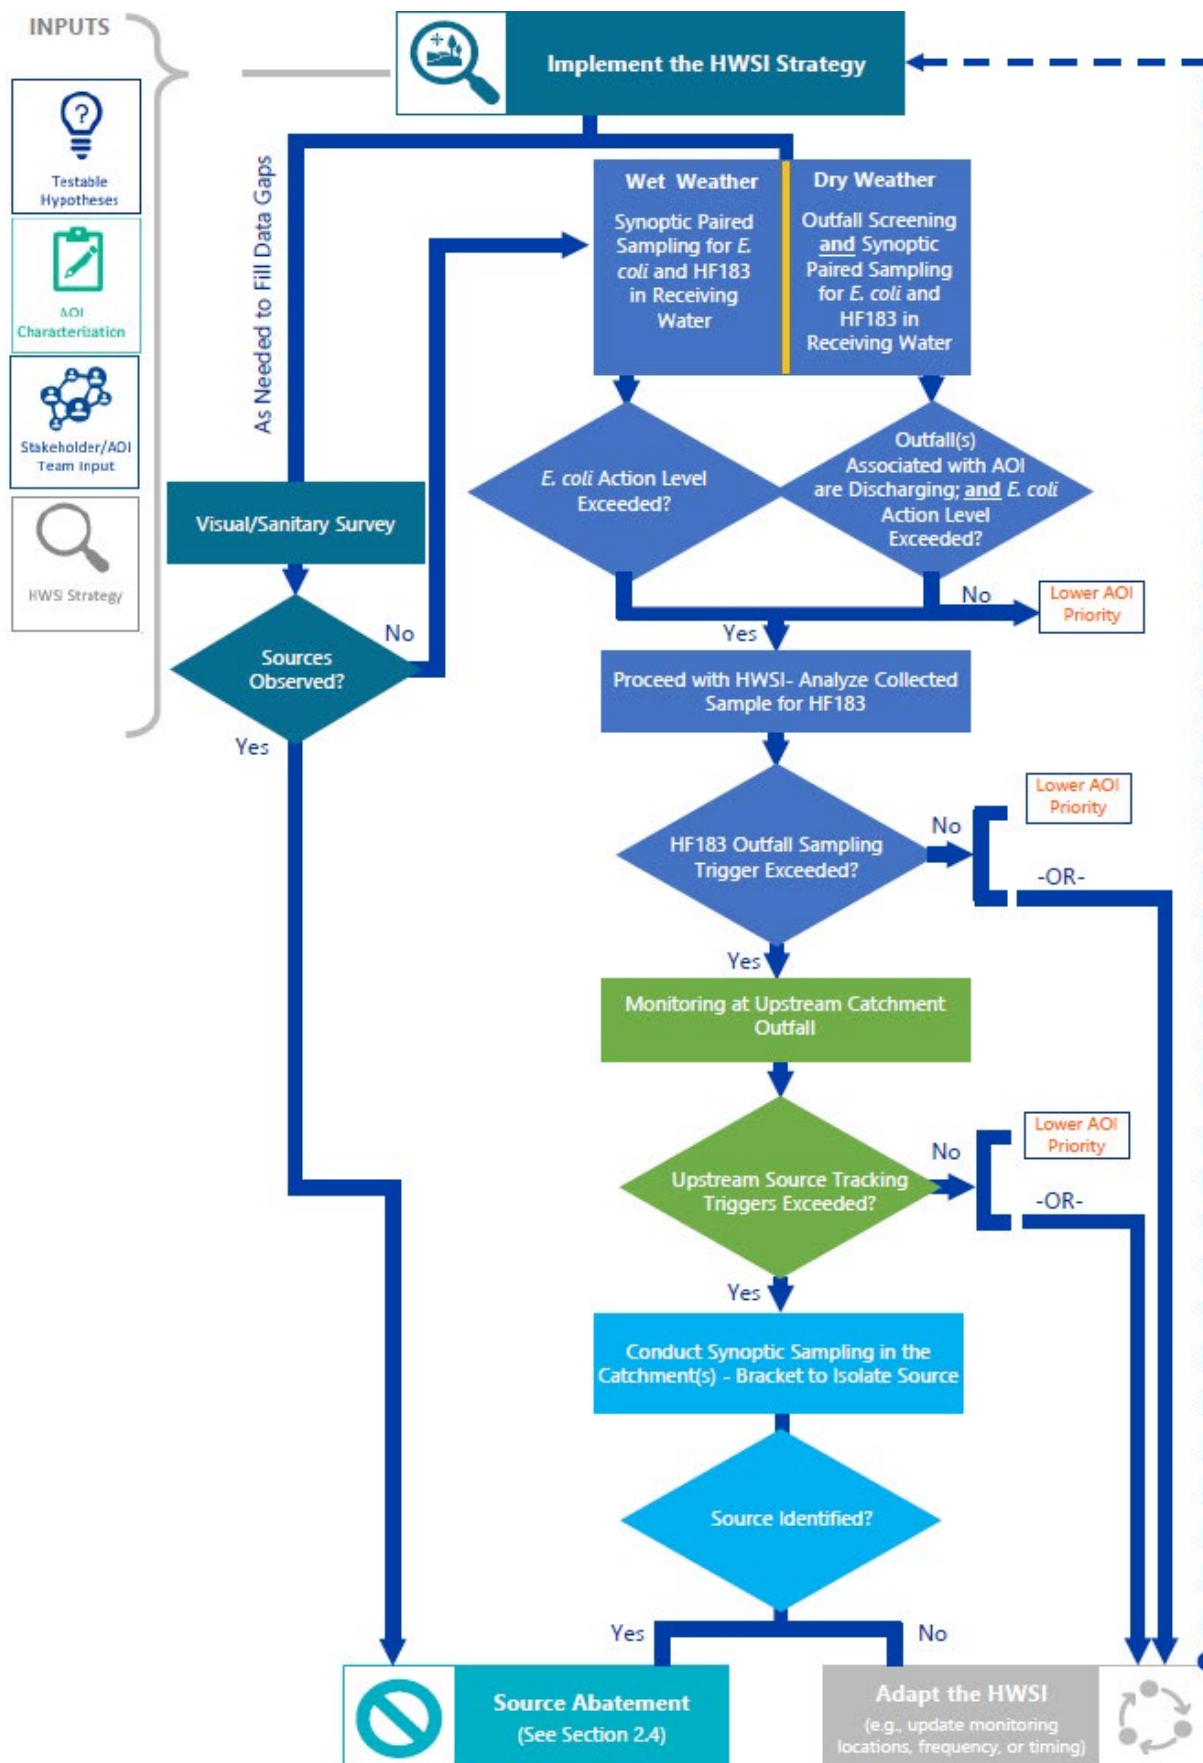 INPUTS
Testable
Hypotheses
AOI
Characterization
Stakeholder/AOI
Team Input
HWSI Strategy
Implement the HWSI Strategy
As Needed to Fill Data Gaps
Wet Weather
Synoptic Paired
Sampling for E.
coli and HF183
in Receiving
Water
Dry Weather
Outfall Screening
and Synoptic
Paired Sampling
for E. coli and
HF183 in
Receiving Water
Visual/Sanitary Survey
Sources
Observed?
No
Yes
E. coli Action Level
Exceeded?
Outfall(s)
Associated with AOI
are Discharging; and E. coli
Action Level
Exceeded?
No
Lower AOI
Priority
Yes
Proceed with HWSI- Analyze Collected
Sample for HF183
HF183 Outfall Sampling
Trigger Exceeded?
No
Lower AOI
Priority
-OR-
Yes
Monitoring at Upstream Catchment
Outfall
Upstream Source Tracking
Triggers Exceeded?
No
Lower AOI
Priority
-OR-
Yes
Conduct Synoptic Sampling in the
Catchment(s) - Bracket to Isolate Source
Source Identified?
Yes
No
Source Abatement
(See Section 2.4)
Adapt the HWSI
(e.g., update monitoring
locations, frequency, or timing)